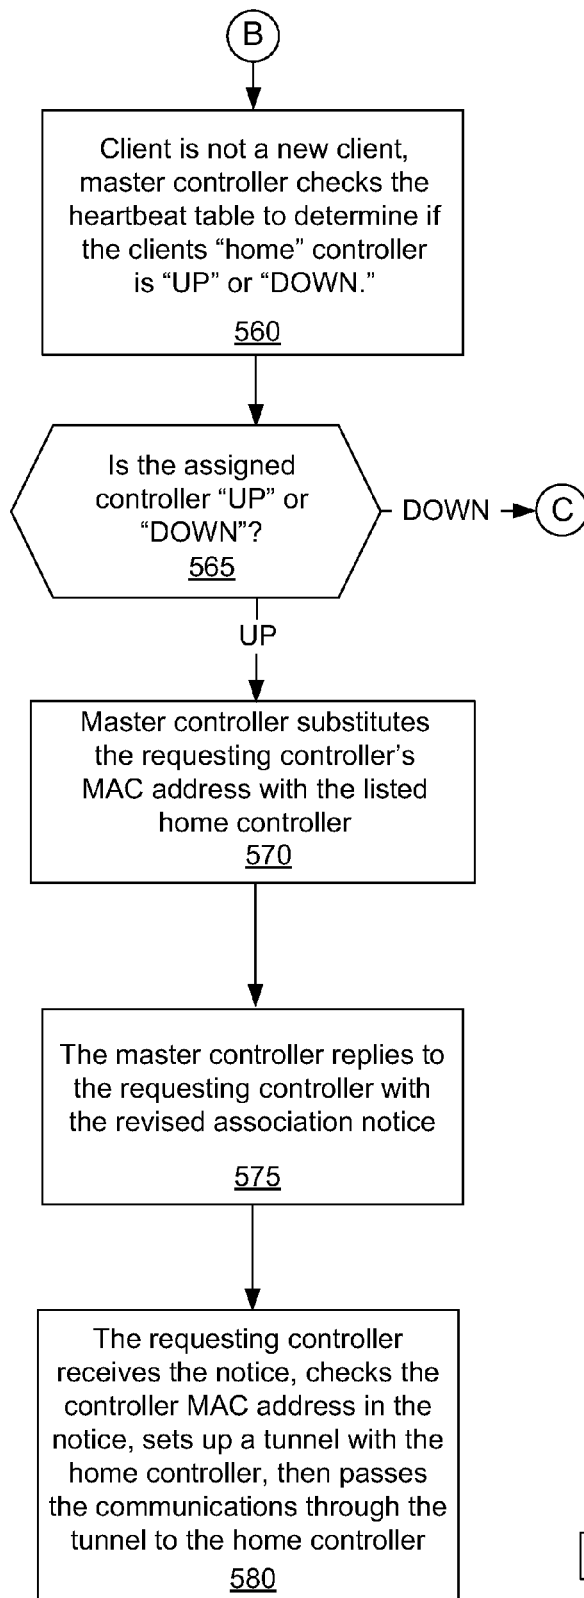 B
Client is not a new client,
master controller checks the
heartbeat table to determine if
the clients “home” controller
is “UP” or “DOWN.”
560
Is the assigned
controller “UP” or
“DOWN”?
565
DOWN
C
UP
Master controller substitutes
the requesting controller’s
MAC address with the listed
home controller
570
The master controller replies to
the requesting controller with
the revised association notice
575
The requesting controller
receives the notice, checks the
controller MAC address in the
notice, sets up a tunnel with the
home controller, then passes
the communications through the
tunnel to the home controller
580